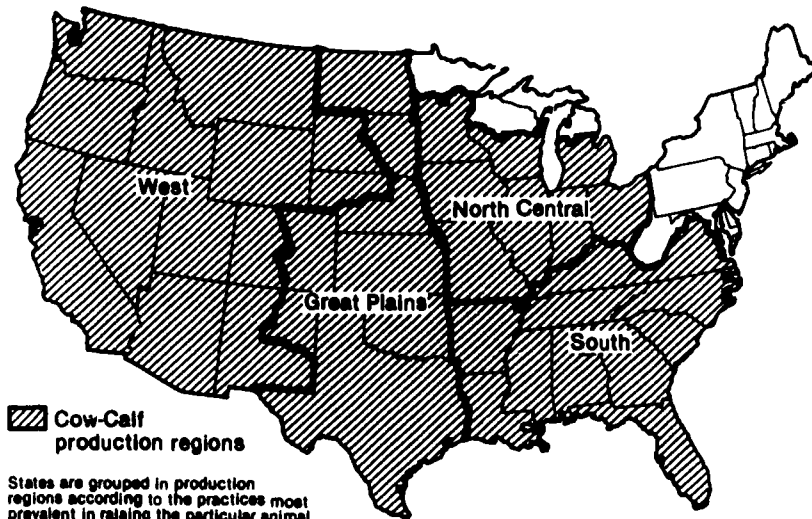 West
North Central
Great Plains
South
Cow-Calf
production regions
States are grouped in production
regions according to the practices most
prevalent in raising the particular animal